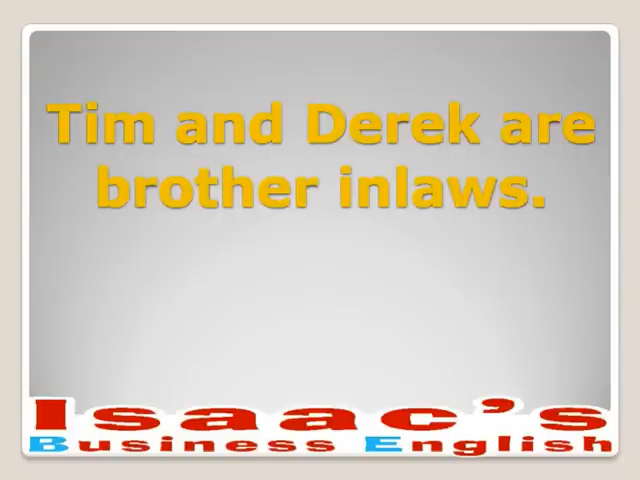 Tim and Derek are
brother inlaws.
Isaac's
Business English